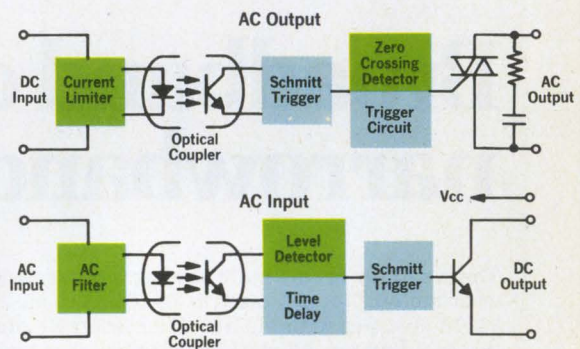 AC Output
DC
Input
Current
Limiter
Optical
Coupler
Schmitt
Trigger
Zero
Crossing
Detector
Trigger
Circuit
AC
Output
AC Input
Vcc
AC
Input
AC
Filter
Optical
Coupler
Level
Detector
Time
Delay
Schmitt
Trigger
DC
Output